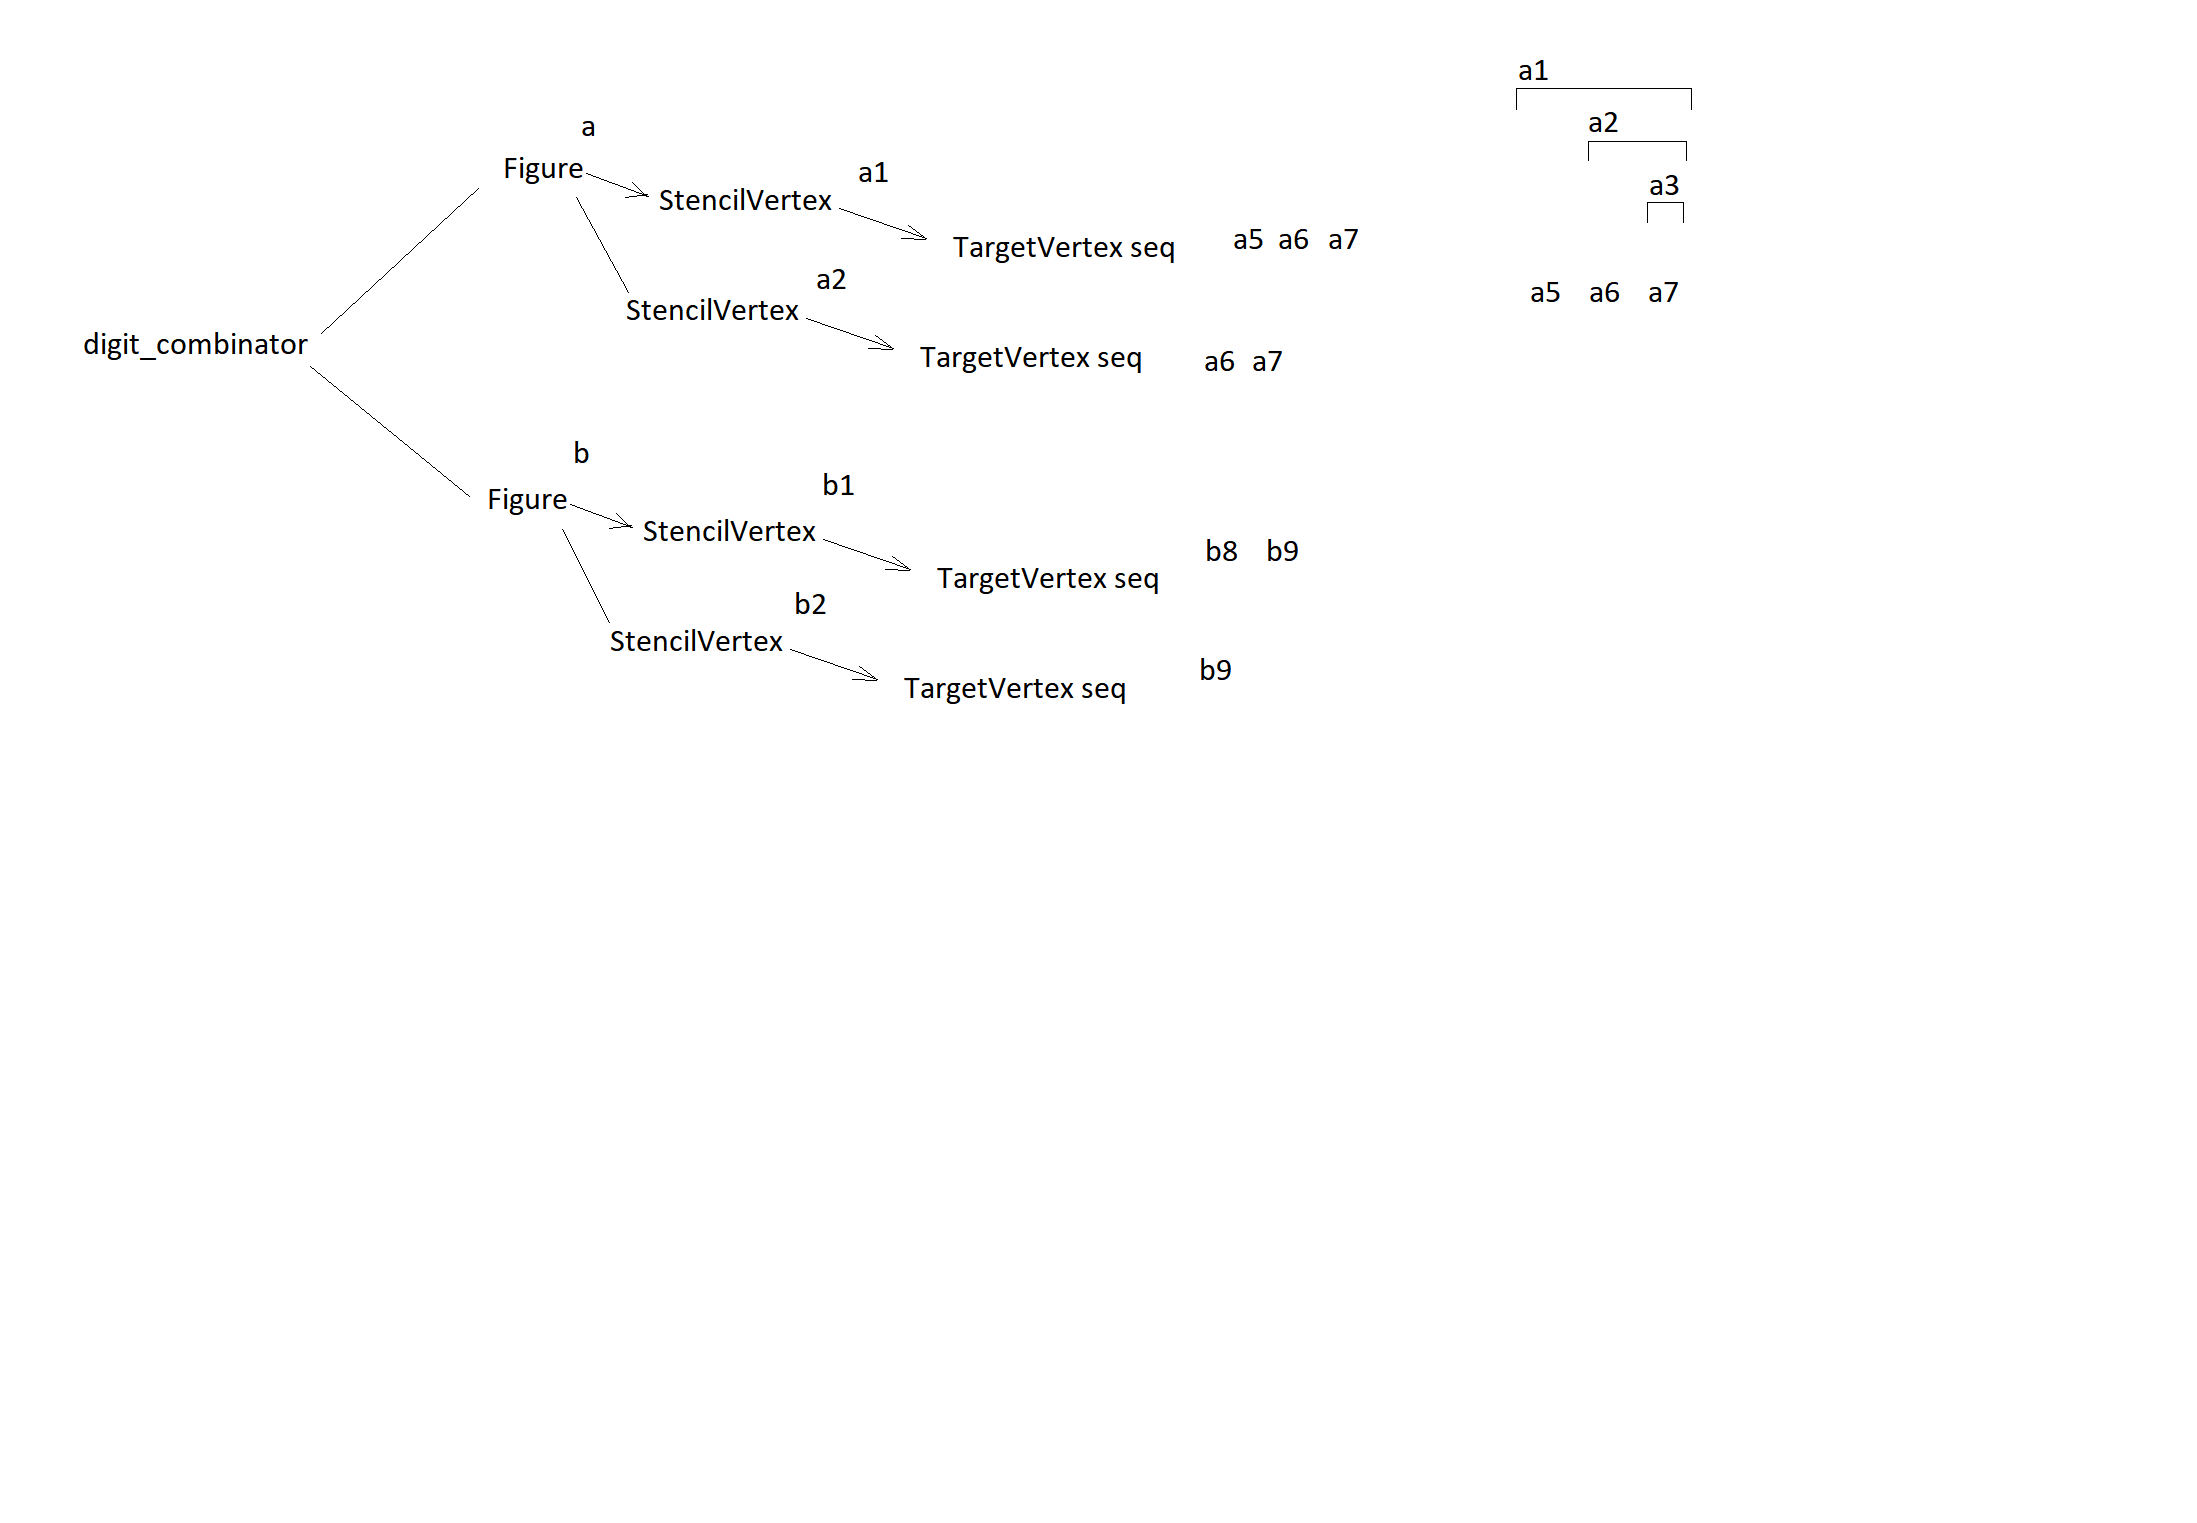 a1
a2
a
Figure
a1
StencilVertex
a3
TargetVertex seq a5 a6 a7
a2
StencilVertex
a5 a6 a7
digit_combinator
TargetVertex seq a6 a7
b
Figure
b1
StencilVertex
b8 b9
TargetVertex seq
b2
StencilVertex
b9
TargetVertex seq